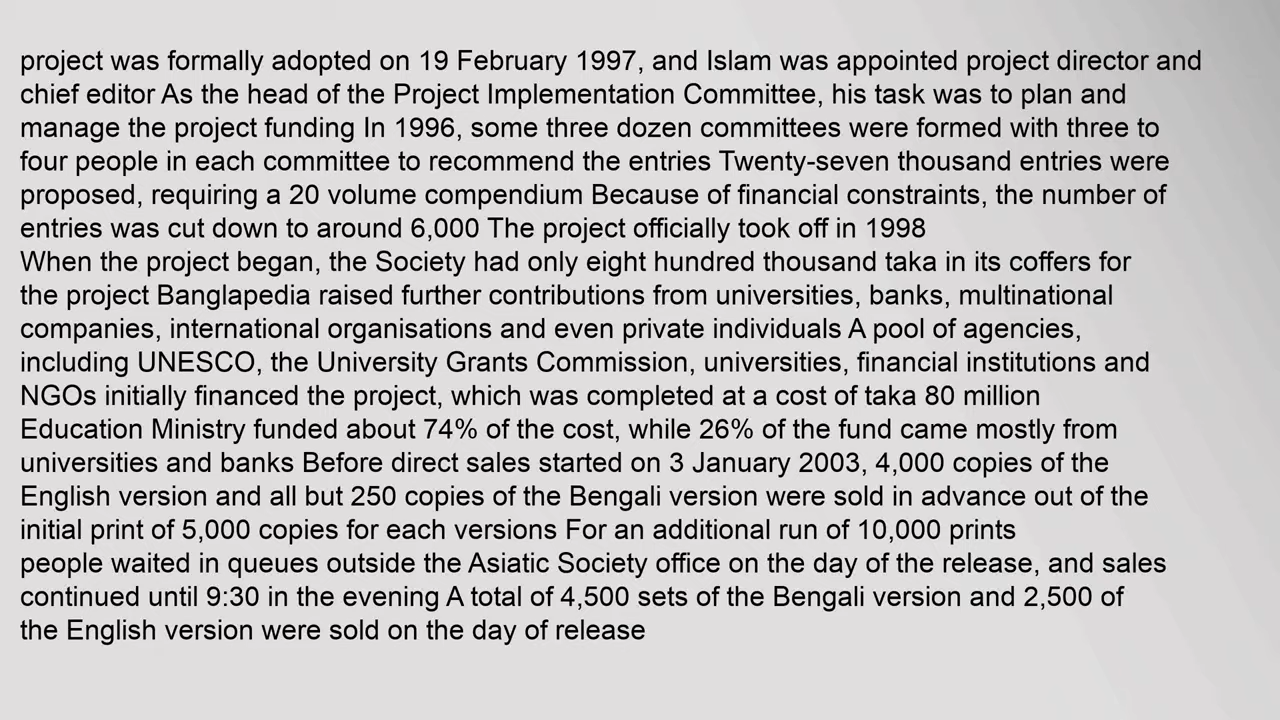 project was formally adopted on 19 February 1997, and Islam was appointed project director and
chief editor As the head of the Project Implementation Committee, his task was to plan and
manage the project funding In 1996, some three dozen committees were formed with three to
four people in each committee to recommend the entries Twenty-seven thousand entries were
proposed, requiring a 20 volume compendium Because of financial constraints, the number of
entries was cut down to around 6,000 The project officially took off in 1998
When the project began, the Society had only eight hundred thousand taka in its coffers for
the project Banglapedia raised further contributions from universities, banks, multinational
companies, international organisations and even private individuals A pool of agencies,
including UNESCO, the University Grants Commission, universities, financial institutions and
NGOs initially financed the project, which was completed at a cost of taka 80 million
Education Ministry funded about 74% of the cost, while 26% of the fund came mostly from
universities and banks Before direct sales started on 3 January 2003, 4,000 copies of the
English version and all but 250 copies of the Bengali version were sold in advance out of the
initial print of 5,000 copies for each versions For an additional run of 10,000 prints
people waited in queues outside the Asiatic Society office on the day of the release, and sales
continued until 9:30 in the evening A total of 4,500 sets of the Bengali version and 2,500 of
the English version were sold on the day of release